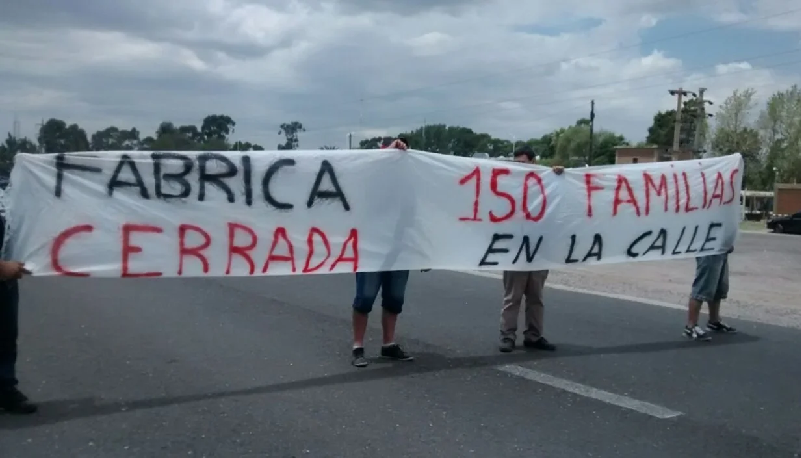 FABRICA
CERRADA
150 FAMILIAS
EN LA CALLE